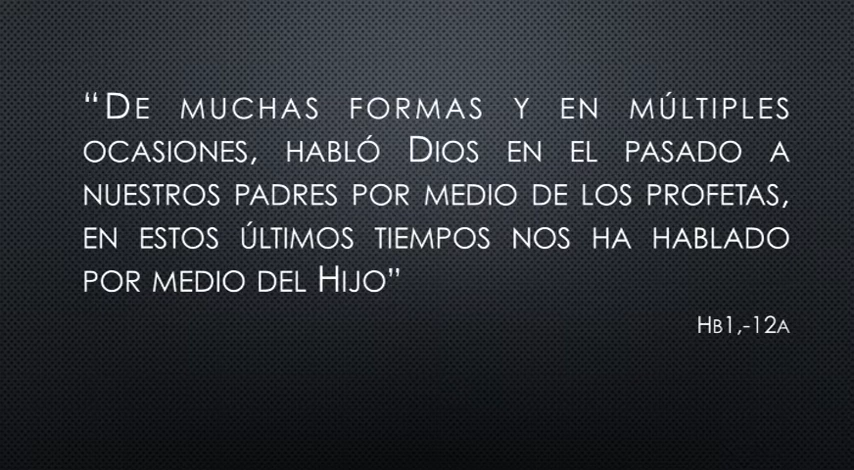 “De muchas formas y en múltiples
ocasiones, habló Dios en el pasado a
nuestros padres por medio de los profetas,
en estos últimos tiempos nos ha hablado
por medio del Hijo”
Hb1,-12a